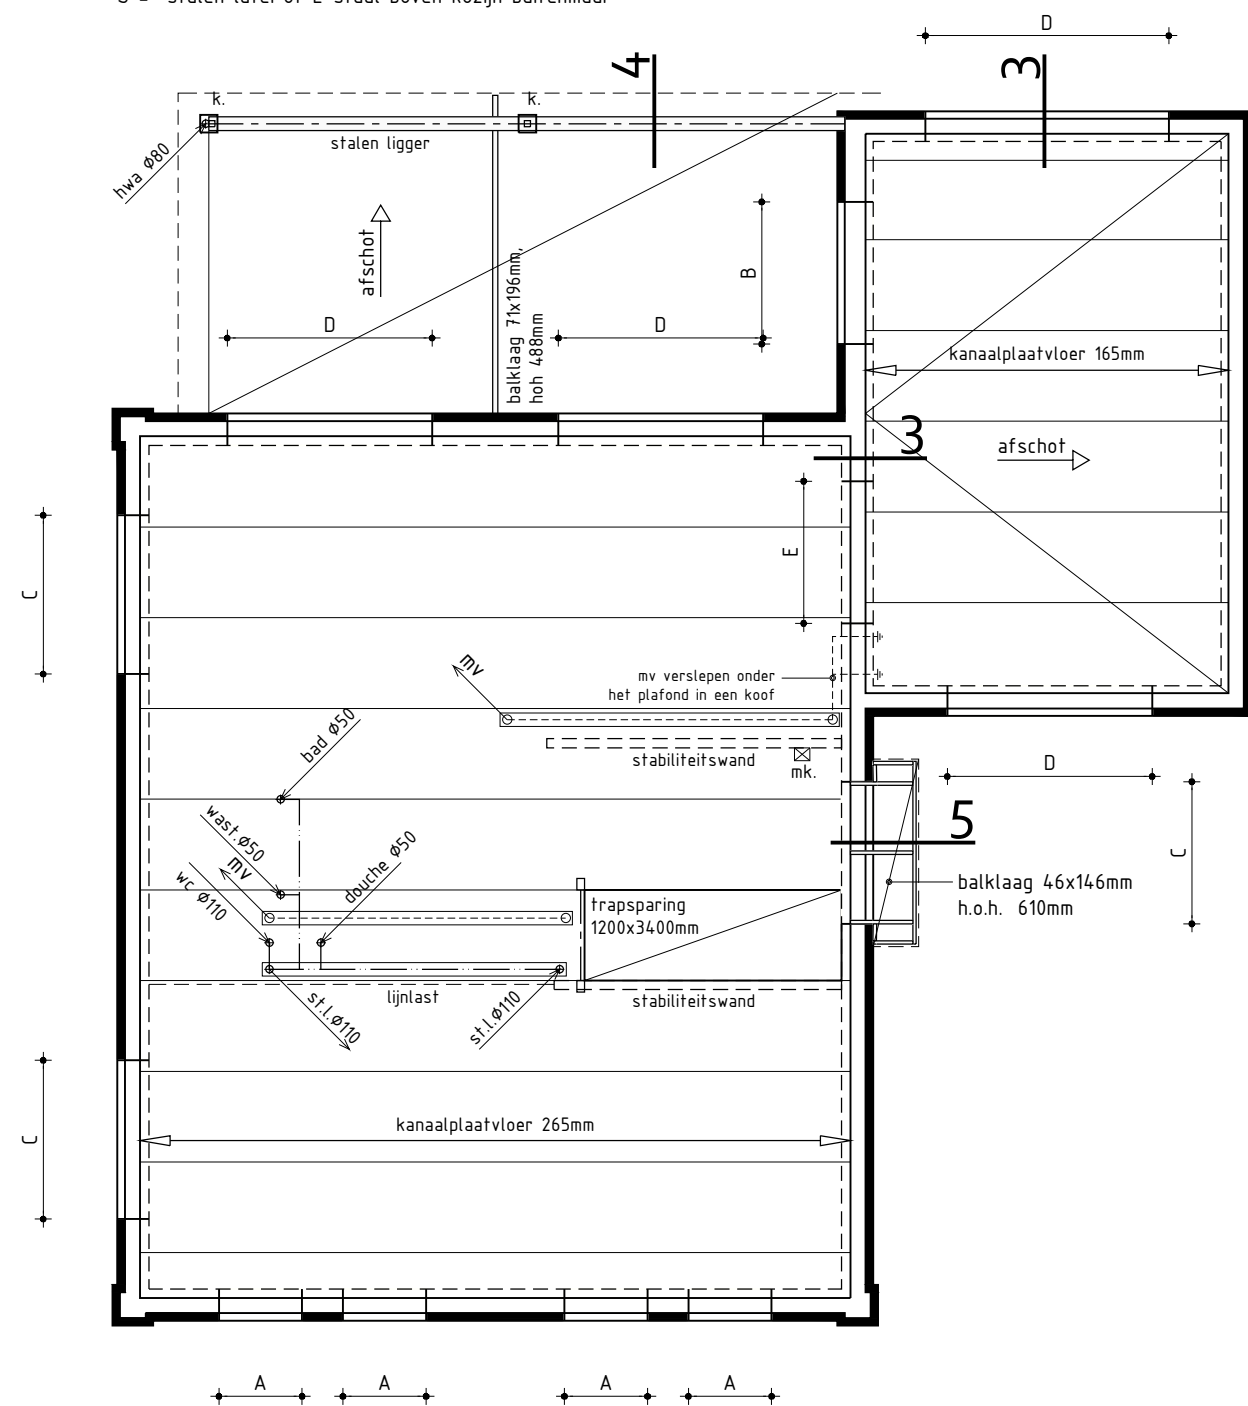 D
4
3
k.
k.
stalen ligger
hwa ø80
afschot
balklaag 71x196mm,
hoh 488mm
B
D
D
kanaalplaatvloer 165mm
3
afschot
E
C
mv
mv verslepen onder
het plafond in een koof
bad ø50
stabiliteitswand
mk.
D
wast.ø50
5
C
mv
douche ø50
wc ø110
trapsparing
1200x3400mm
balklaag 46x146mm
h.o.h. 610mm
lijnlast
st.l.ø110
st.l.ø110
stabiliteitswand
kanaalplaatvloer 265mm
C
A
A
A
A